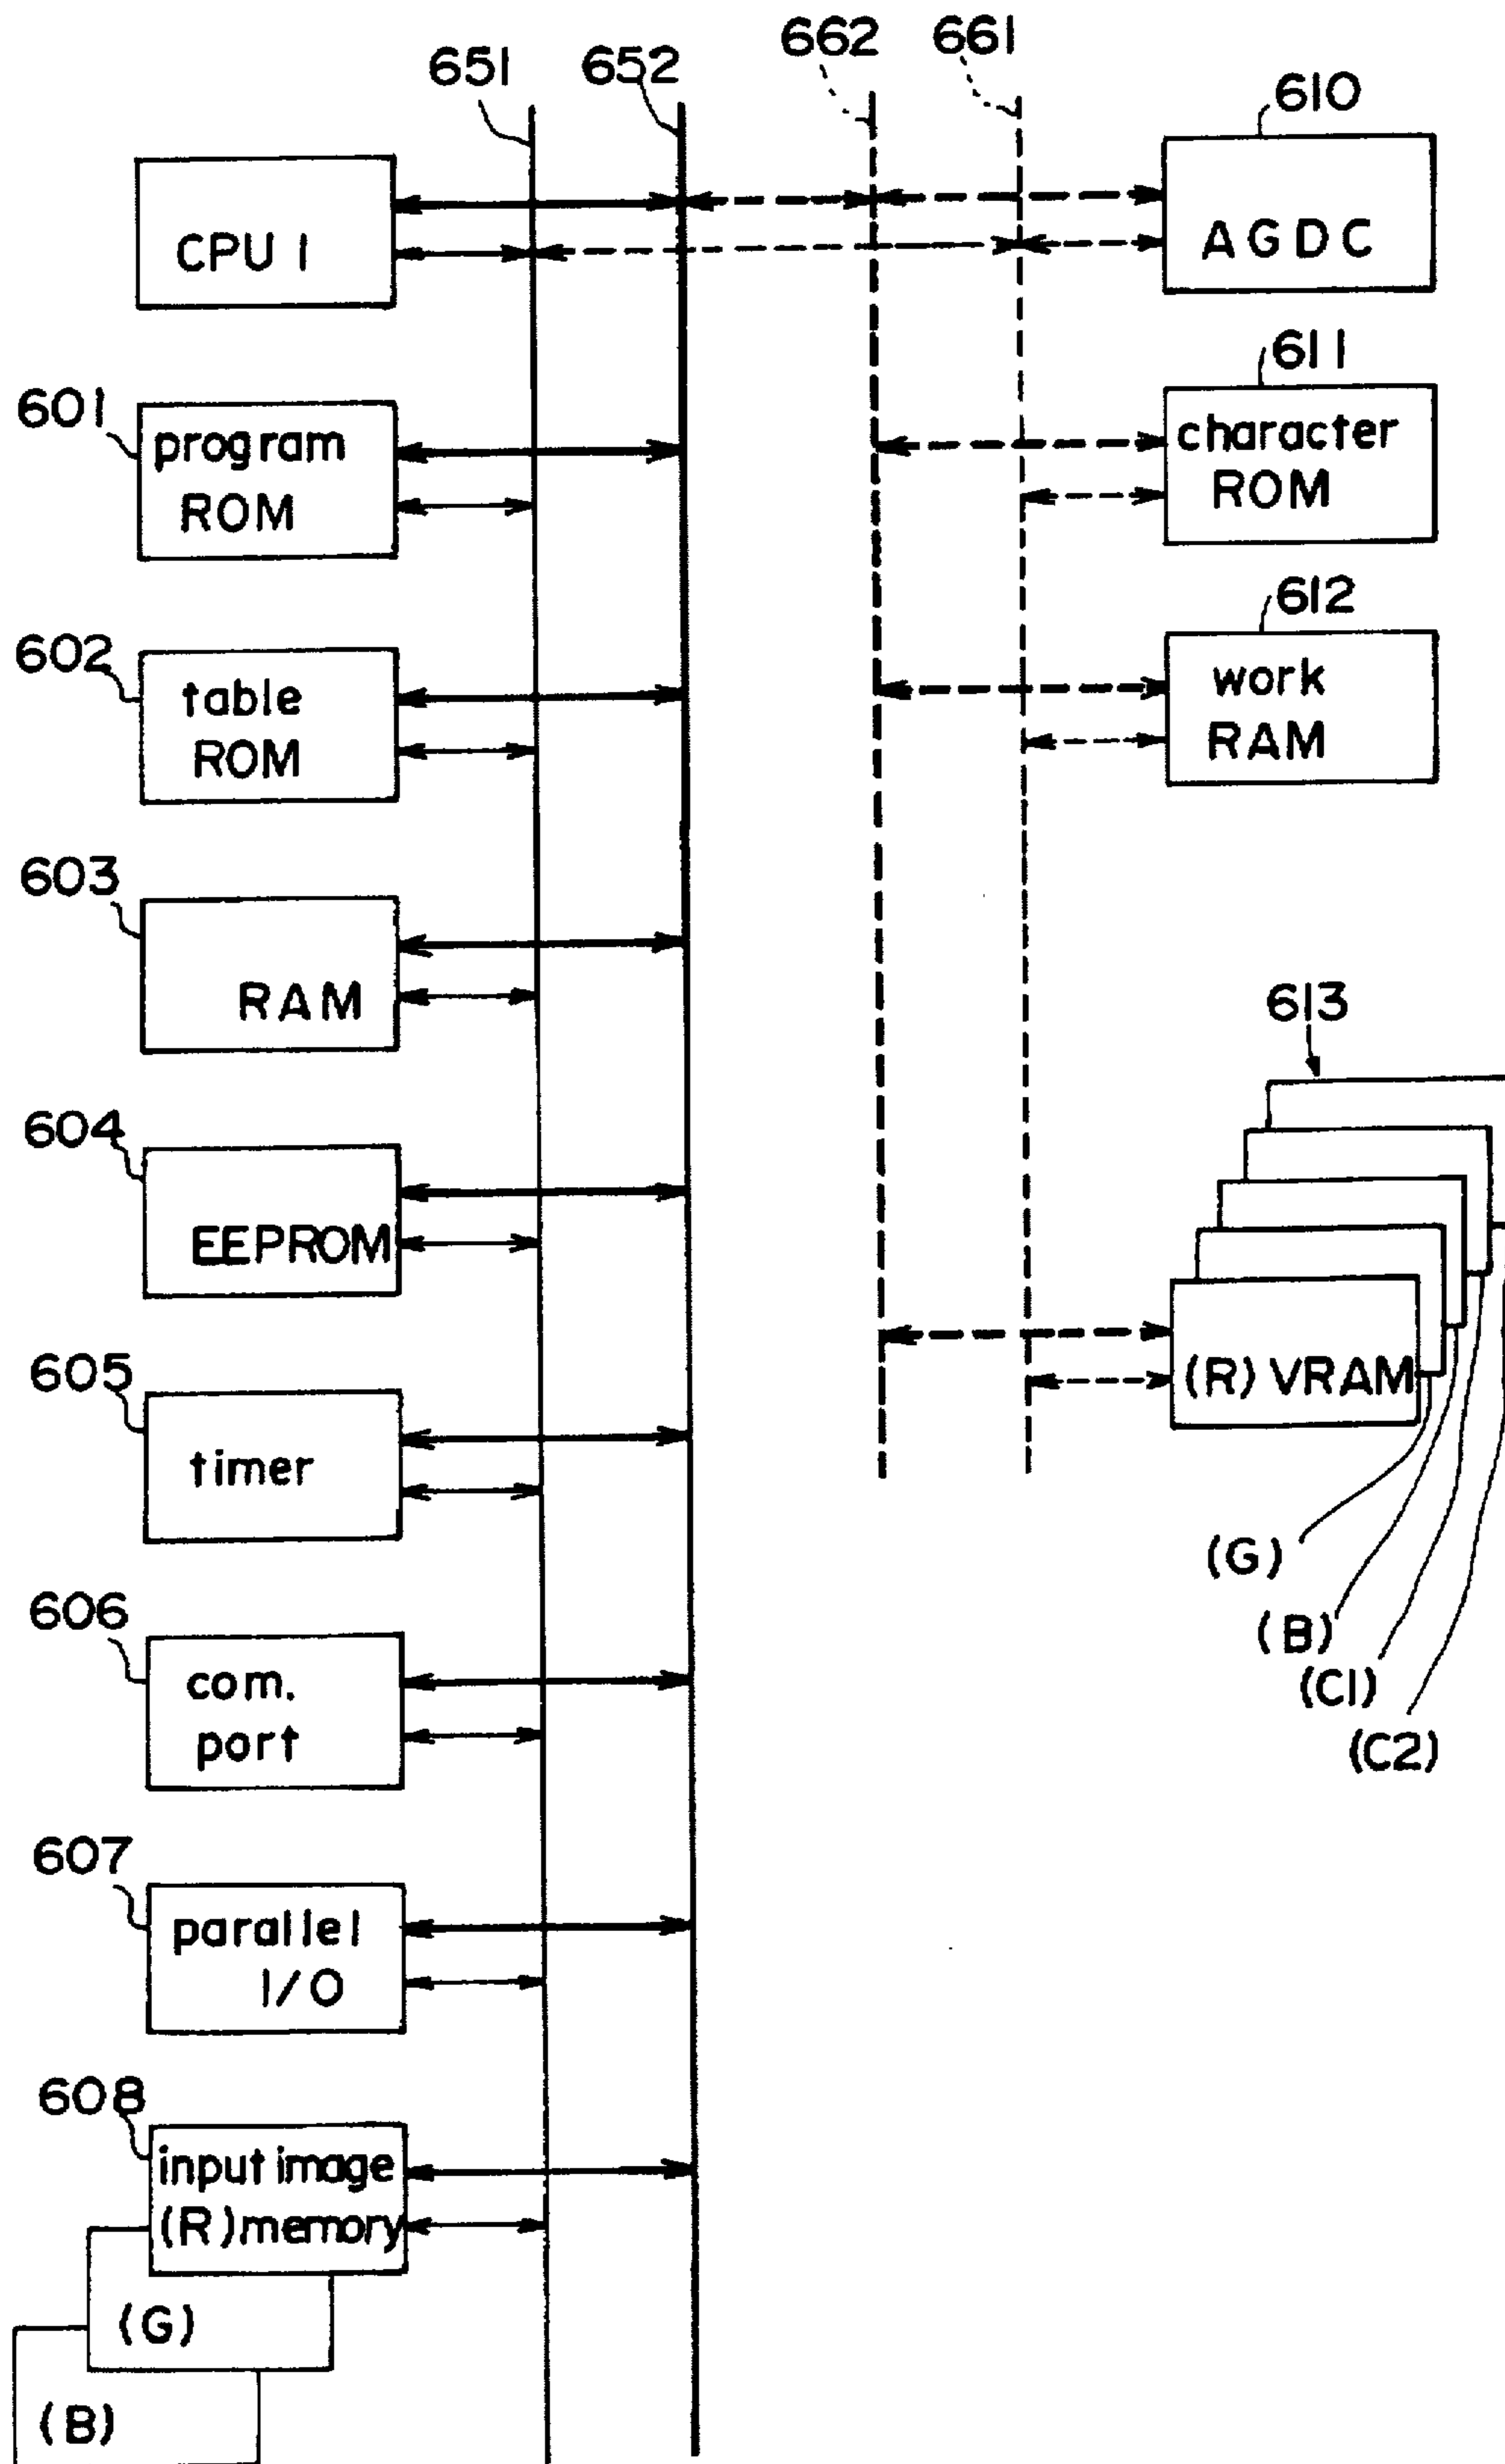 651
652
662
661
610
CPU 1
AGDC
601
program
ROM
611
character
ROM
602
table
ROM
612
work
RAM
603
RAM
613
604
EEPROM
(R) VRAM
(G)
(B)
(C1)
(C2)
605
timer
606
com.
port
607
parallel
I/O
608
input image
(R) memory
(G)
(B)